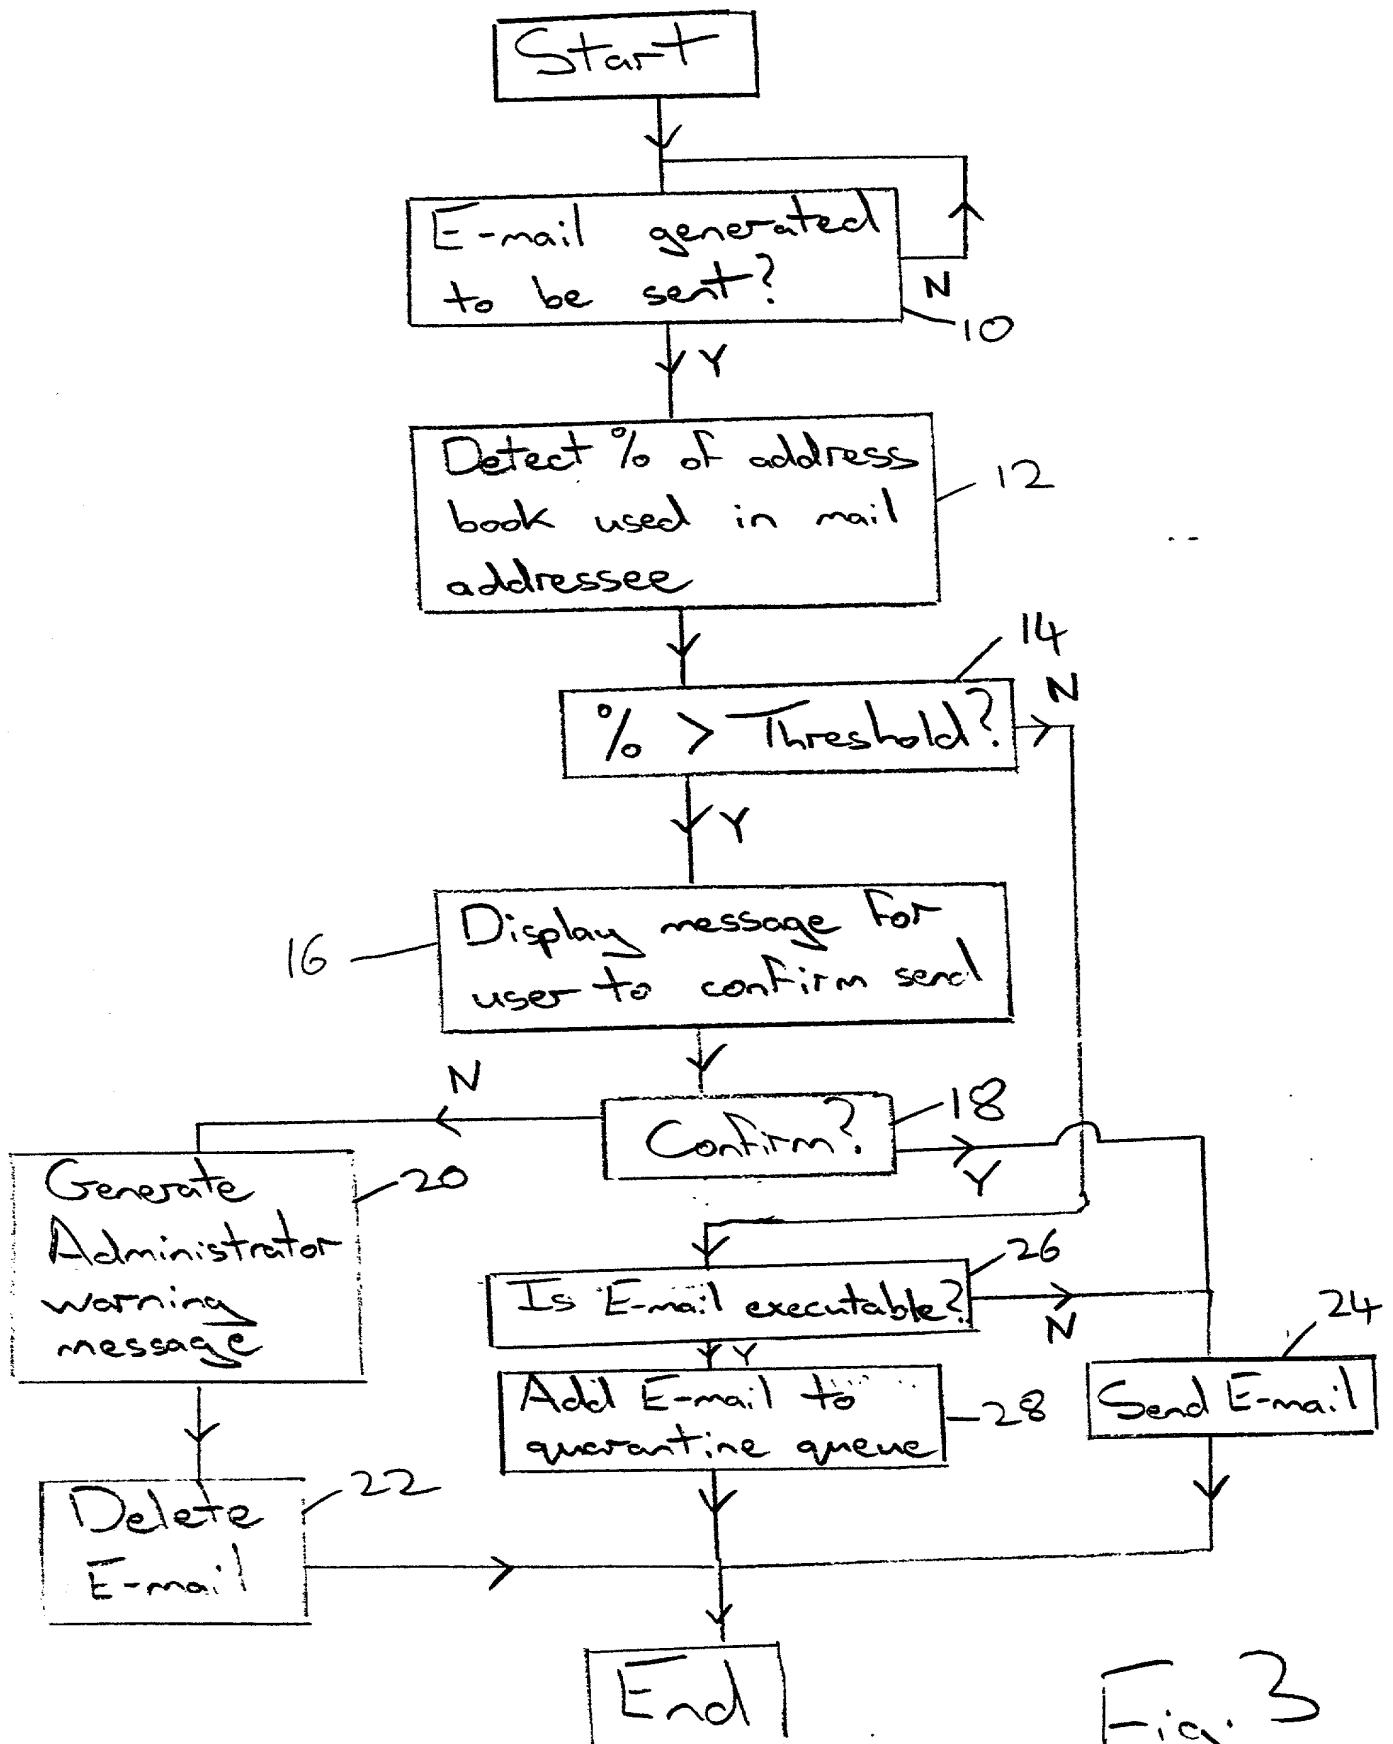 Start
E-mail generated
to be sent?
N
10
Y
Detect % of address
book used in mail
addressee
12
14
% > Threshold?
N
Y
Display message for
user to confirm send
16
N
Confirm?
18
Y
Generate
Administrator
warning
message
20
Is E-mail executable?
26
N
24
Y
Add E-mail to
quarantine queue
28
Send E-mail
Delete
E-mail
22
End
Fig. 3